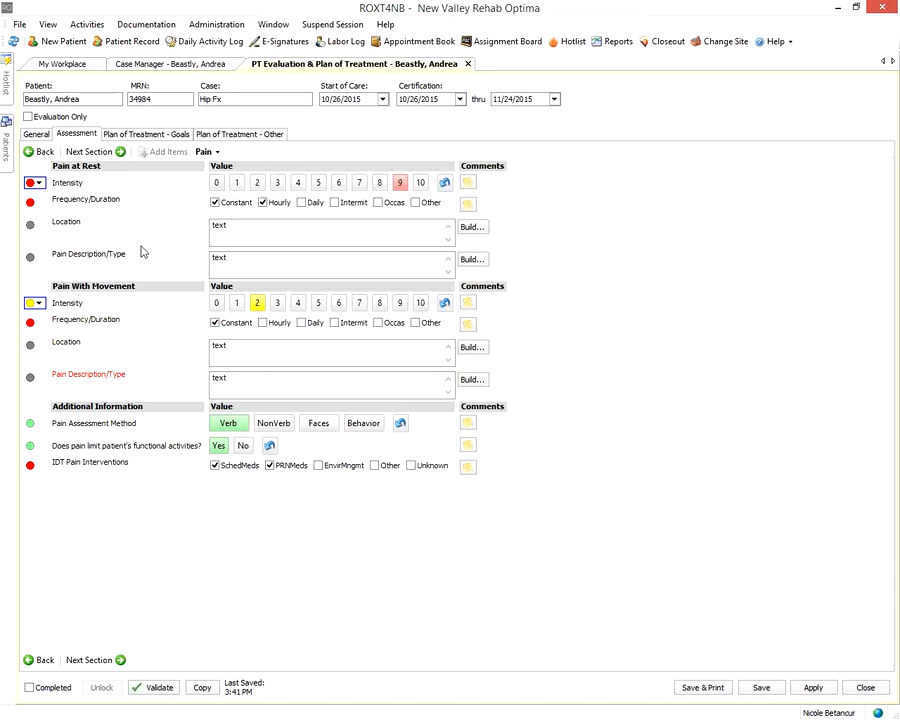 RO ROXT4NB - New Valley Rehab Optima
File View Activities Documentation Administration Window Suspend Session Help
New Patient Patient Record Daily Activity Log E-Signatures Labor Log Appointment Book Assignment Board Hotlist Reports Closeout Change Site Help
My Workplace Case Manager - Beastly, Andrea PT Evaluation & Plan of Treatment - Beastly, Andrea
Hotlist
Patients
Patient: MRN: Case: Start of Care: Certification:
Beastly, Andrea 34984 Hip Fx 10/26/2015 10/26/2015 thru 11/24/2015
Evaluation Only
General Assessment Plan of Treatment - Goals Plan of Treatment - Other
Back Next Section Add Items Pain
Pain at Rest Value Comments
Intensity 0 1 2 3 4 5 6 7 8 9 10
Frequency/Duration Constant Hourly Daily Intermit Occas Other
Location text Build...
Pain Description/Type text Build...
Pain With Movement Value Comments
Intensity 0 1 2 3 4 5 6 7 8 9 10
Frequency/Duration Constant Hourly Daily Intermit Occas Other
Location text Build...
Pain Description/Type text Build...
Additional Information Value Comments
Pain Assessment Method Verb NonVerb Faces Behavior
Does pain limit patient's functional activities? Yes No
IDT Pain Interventions SchedMeds PRNMeds EnvirMngmt Other Unknown
Back Next Section
Completed Unlock Validate Copy Last Saved: Save & Print Save Apply Close
3:41 PM
Nicole Betancur